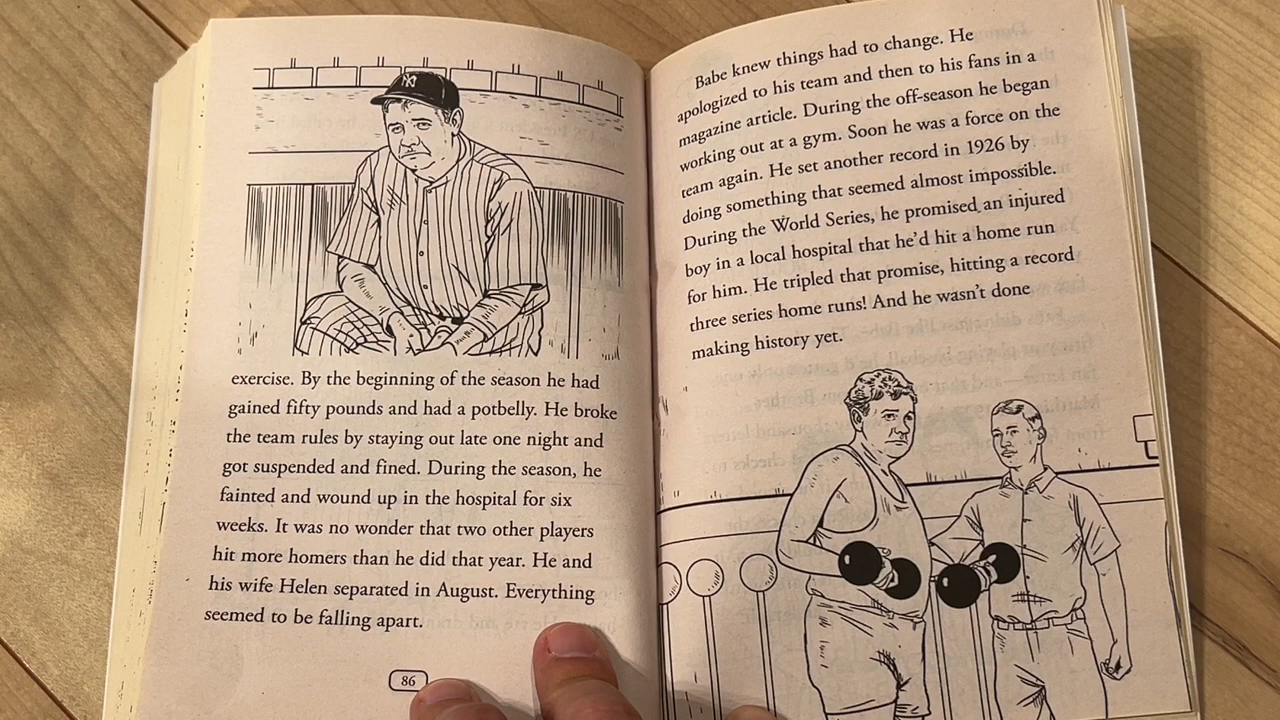 exercise. By the beginning of the season he had
gained fifty pounds and had a potbelly. He broke
the team rules by staying out late one night and
got suspended and fined. During the season, he
fainted and wound up in the hospital for six
weeks. It was no wonder that two other players
hit more homers than he did that year. He and
his wife Helen separated in August. Everything
seemed to be falling apart.
86
Babe knew things had to change. He
apologized to his team and then to his fans in a
magazine article. During the off-season he began
working out at a gym. Soon he was a force on the
team again. He set another record in 1926 by
doing something that seemed almost impossible.
During the World Series, he promised an injured
boy in a local hospital that he’d hit a home run
for him. He tripled that promise, hitting a record
three series home runs! And he wasn’t done
making history yet.